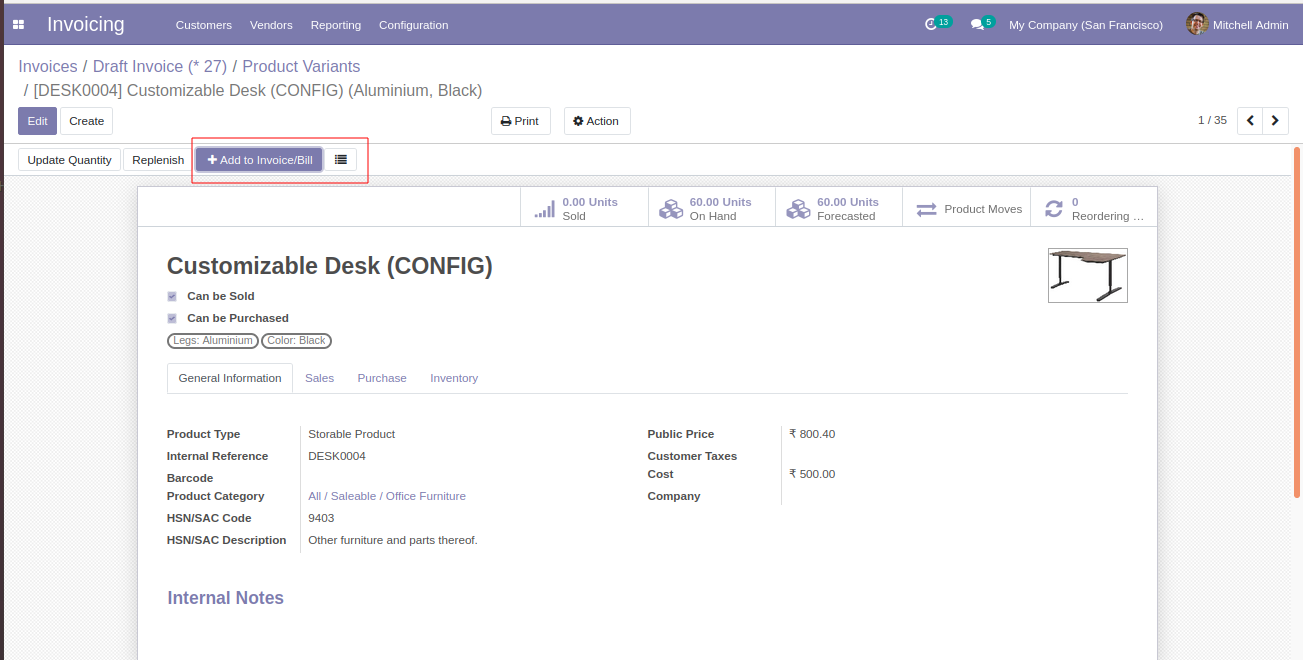 Invoicing Customers Vendors Reporting Configuration 13 5 My Company (San Francisco) Mitchell Admin
Invoices / Draft Invoice (* 27) / Product Variants
/ [DESK0004] Customizable Desk (CONFIG) (Aluminium, Black)
Edit Create Print Action 1 / 35
Update Quantity Replenish Add to Invoice/Bill
0.00 Units Sold
60.00 Units On Hand
60.00 Units Forecasted
Product Moves
0 Reordering ...
Customizable Desk (CONFIG)
Can be Sold
Can be Purchased
Legs: Aluminium Color: Black
General Information Sales Purchase Inventory
Product Type Storable Product
Internal Reference DESK0004
Barcode
Product Category All / Saleable / Office Furniture
HSN/SAC Code 9403
HSN/SAC Description Other furniture and parts thereof.
Public Price ₹ 800.40
Customer Taxes
Cost ₹ 500.00
Company
Internal Notes